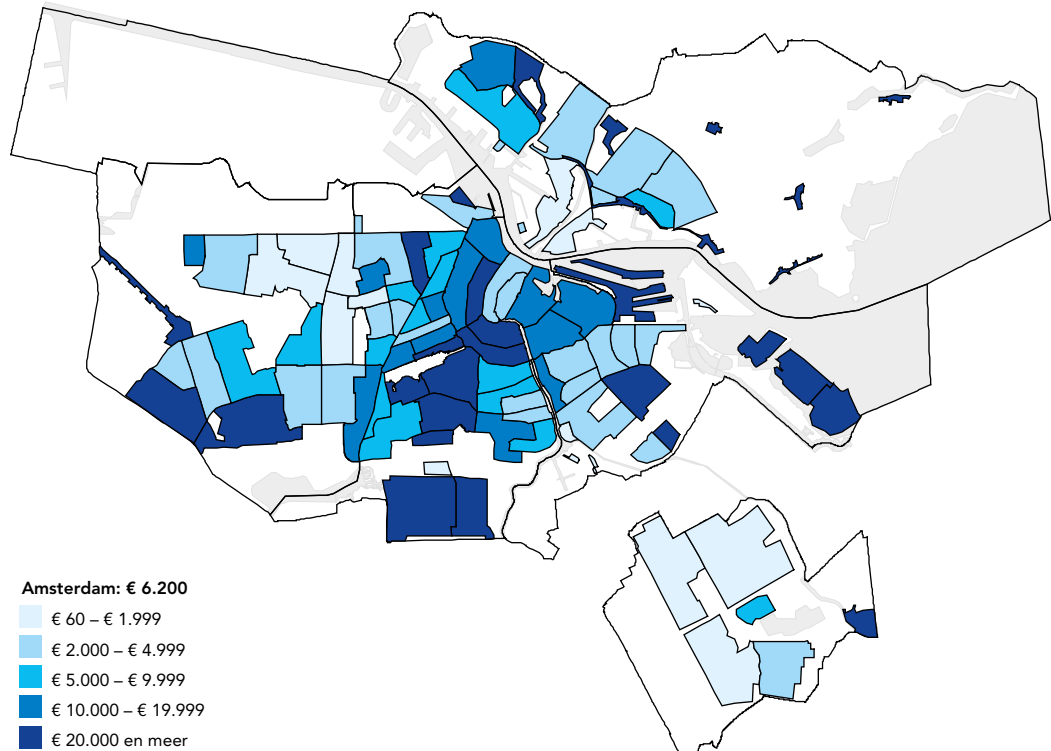 Amsterdam: € 6.200
€ 60 – € 1.999
€ 2.000 – € 4.999
€ 5.000 – € 9.999
€ 10.000 – € 19.999
€ 20.000 en meer